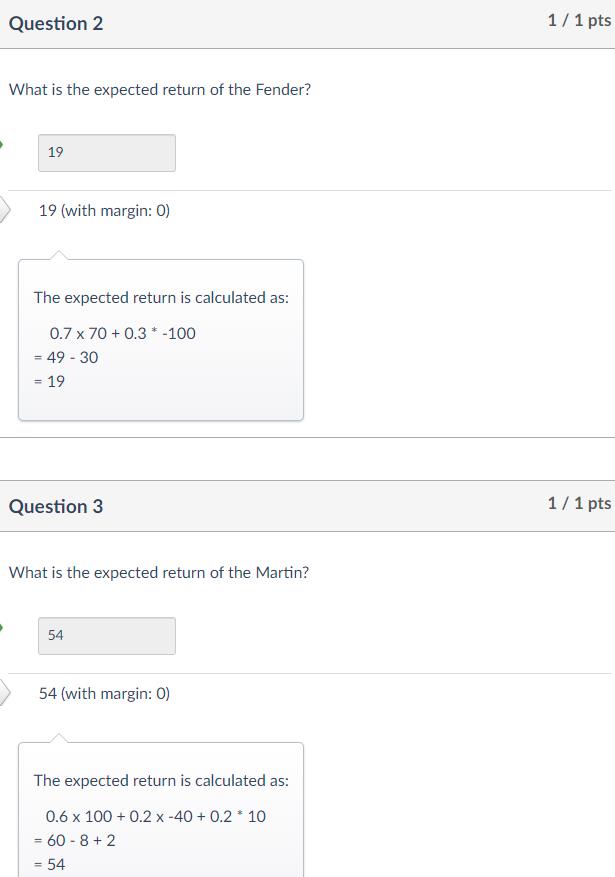 Question 2
1 / 1 pts
What is the expected return of the Fender?
19
19 (with margin: 0)
The expected return is calculated as:
0.7 x 70 + 0.3 * -100
= 49 - 30
= 19
Question 3
1 / 1 pts
What is the expected return of the Martin?
54
54 (with margin: 0)
The expected return is calculated as:
0.6 x 100 + 0.2 x -40 + 0.2 * 10
= 60 - 8 + 2
= 54